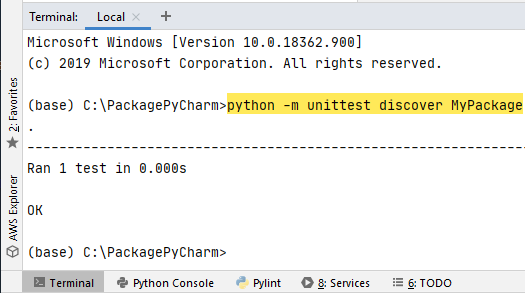 Terminal: Local × +
Microsoft Windows [Version 10.0.18362.900]
(c) 2019 Microsoft Corporation. All rights reserved.
(base) C:\PackagePyCharm>python -m unittest discover MyPackage
.
----------------------------------------------------------------------
Ran 1 test in 0.000s
OK
(base) C:\PackagePyCharm>
2: Favorites
AWS Explorer
Terminal Python Console Pylint 8: Services 6: TODO